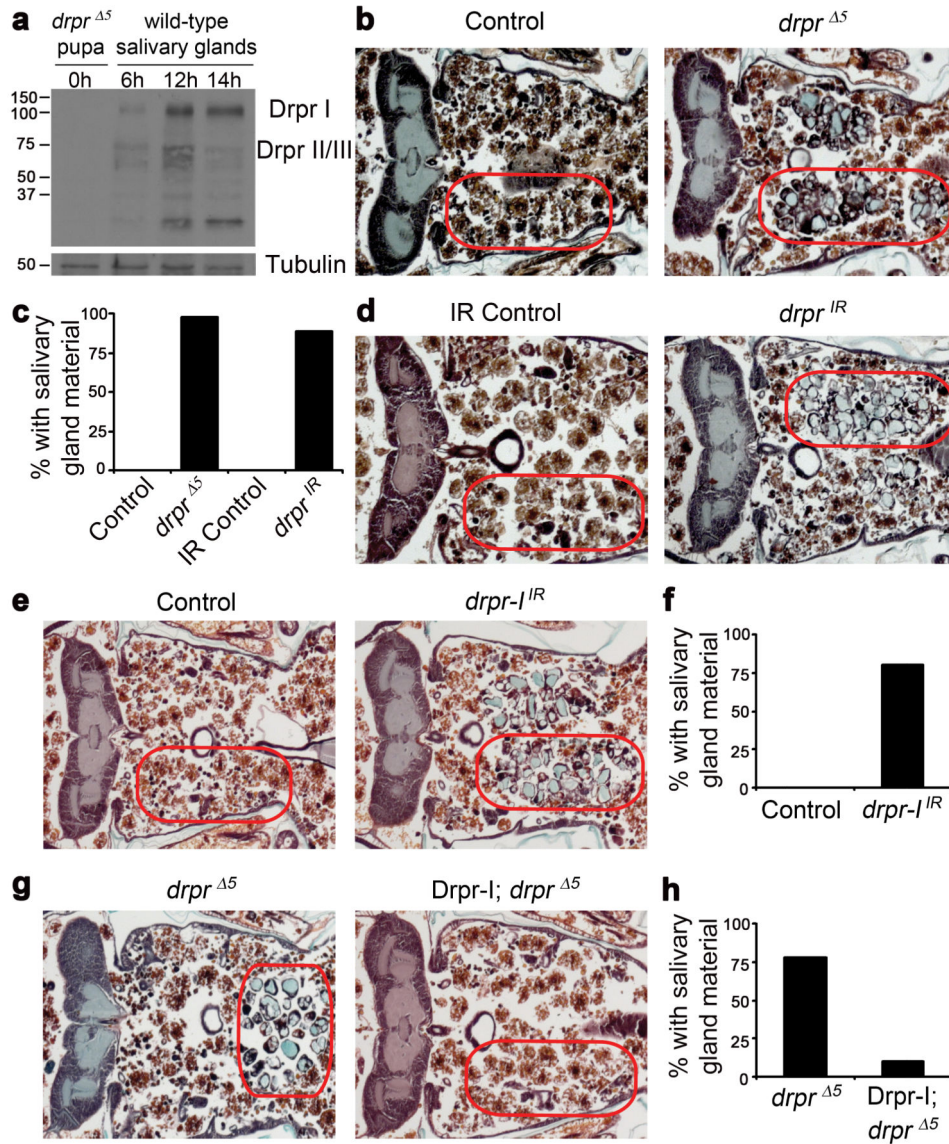 a
drpr Δ5 wild-type
pupa salivary glands
0h 6h 12h 14h
150
100
75
50
37
50
Drpr I
Drpr II/III
Tubulin
b
Control
drpr Δ5
c
% with salivary
gland material
100
75
50
25
0
Control
drpr Δ5
IR Control
drpr IR
d
IR Control
drpr IR
e
Control
drpr-I IR
f
% with salivary
gland material
100
75
50
25
0
Control
drpr-I IR
g
drpr Δ5
Drpr-I; drpr Δ5
h
% with salivary
gland material
100
75
50
25
0
drpr Δ5
Drpr-I;
drpr Δ5